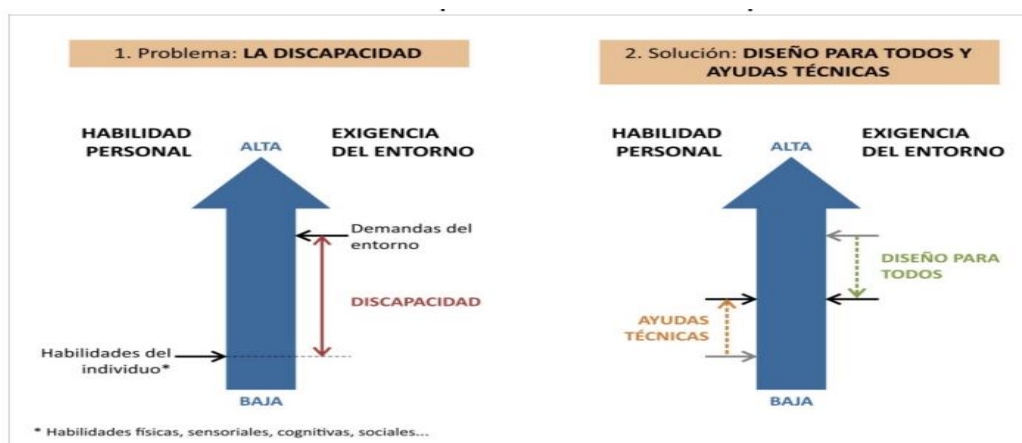 1. Problema: LA DISCAPACIDAD
HABILIDAD
PERSONAL
EXIGENCIA
DEL ENTORNO
ALTA
Demandas del
entorno
DISCAPACIDAD
Habilidades del
individuo*
BAJA
* Habilidades físicas, sensoriales, cognitivas, sociales...
2. Solución: DISEÑO PARA TODOS Y
AYUDAS TÉCNICAS
HABILIDAD
PERSONAL
EXIGENCIA
DEL ENTORNO
ALTA
DISEÑO PARA
TODOS
AYUDAS
TÉCNICAS
BAJA